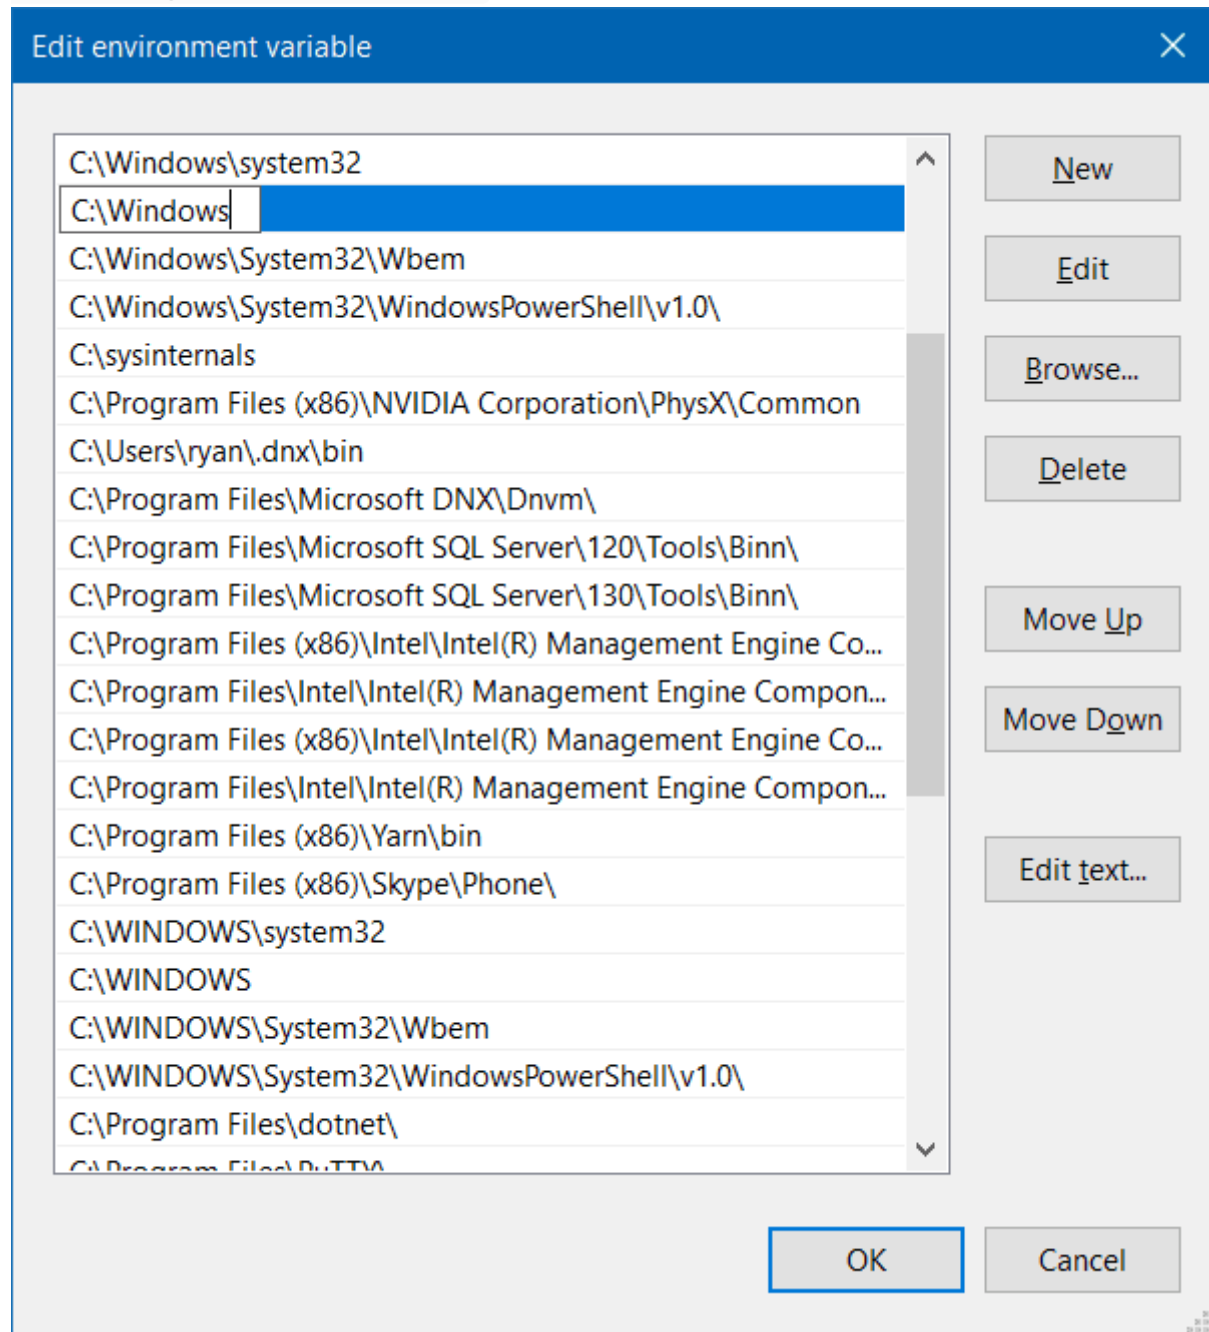 Edit environment variable
C:\Windows\system32
C:\Windows
C:\Windows\System32\Wbem
C:\Windows\System32\WindowsPowerShell\v1.0\
C:\sysinternals
C:\Program Files (x86)\NVIDIA Corporation\PhysX\Common
C:\Users\ryan\.dnx\bin
C:\Program Files\Microsoft DNX\Dnvm\
C:\Program Files\Microsoft SQL Server\120\Tools\Binn\
C:\Program Files\Microsoft SQL Server\130\Tools\Binn\
C:\Program Files (x86)\Intel\Intel(R) Management Engine Co...
C:\Program Files\Intel\Intel(R) Management Engine Compon...
C:\Program Files (x86)\Intel\Intel(R) Management Engine Co...
C:\Program Files\Intel\Intel(R) Management Engine Compon...
C:\Program Files (x86)\Yarn\bin
C:\Program Files (x86)\Skype\Phone\
C:\WINDOWS\system32
C:\WINDOWS
C:\WINDOWS\System32\Wbem
C:\WINDOWS\System32\WindowsPowerShell\v1.0\
C:\Program Files\dotnet\
C:\Program Files\PuTTY\
New
Edit
Browse...
Delete
Move Up
Move Down
Edit text...
OK
Cancel